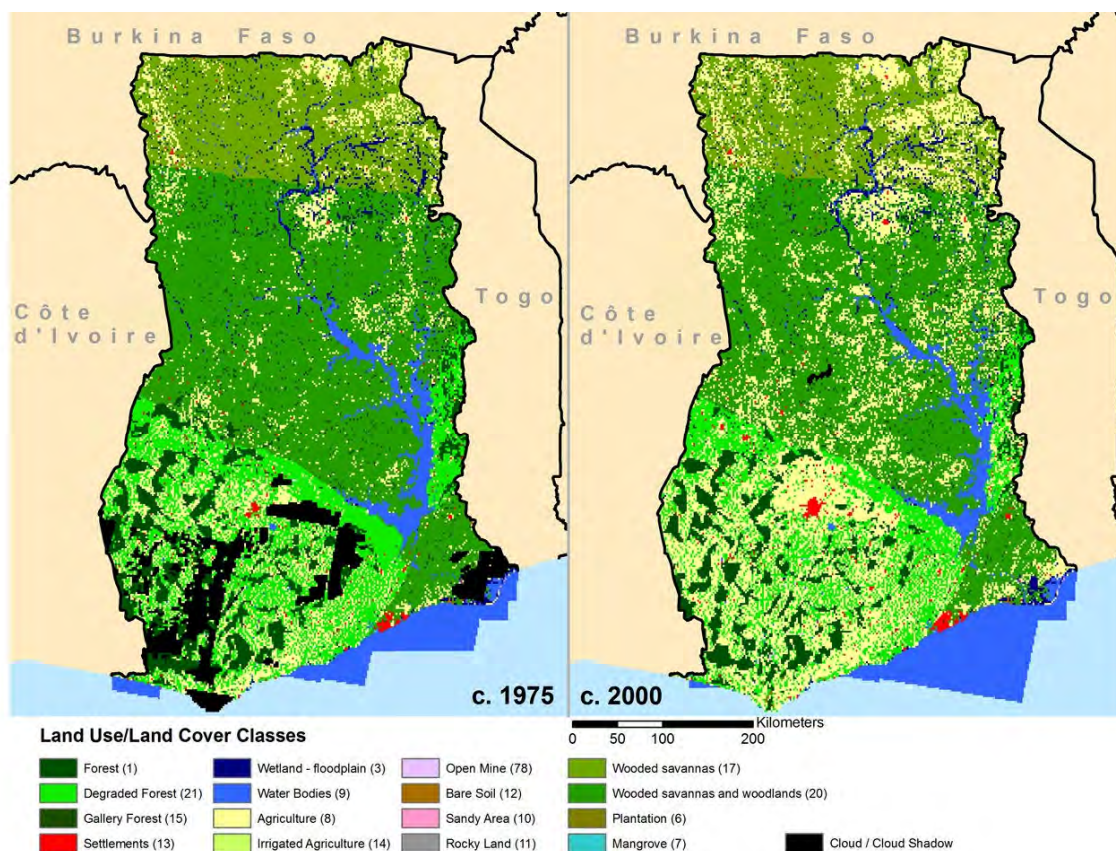 Burkina Faso
Burkina Faso
Côte
d'Ivoire
Togo
Côte
d'Ivoire
Togo
c. 1975
c. 2000
Kilometers
0 50 100 200
Land Use/Land Cover Classes
Forest (1)
Degraded Forest (21)
Gallery Forest (15)
Settlements (13)
Wetland - floodplain (3)
Water Bodies (9)
Agriculture (8)
Irrigated Agriculture (14)
Open Mine (78)
Bare Soil (12)
Sandy Area (10)
Rocky Land (11)
Wooded savannas (17)
Wooded savannas and woodlands (20)
Plantation (6)
Mangrove (7)
Cloud / Cloud Shadow